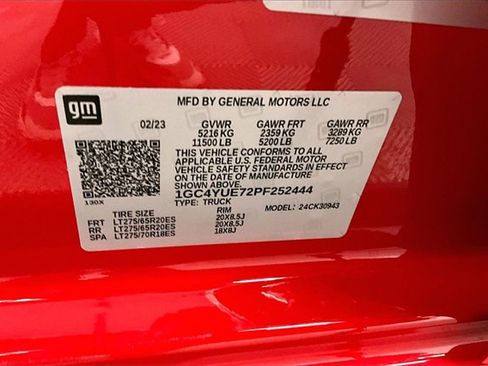 gm
MFD BY GENERAL MOTORS LLC
02/23 GVWR GAWR FRT GAWR RR
5216 KG 2359 KG 3289 KG
11500 LB 5200 LB 7250 LB
THIS VEHICLE CONFORMS TO ALL
APPLICABLE U.S. FEDERAL MOTOR
VEHICLE SAFETY STANDARDS IN EFFECT
ON THE DATE OF MANUFACTURE
SHOWN ABOVE.
1GC4YUE72PF252444
130X TYPE: TRUCK MODEL: 24CK30943
TIRE SIZE RIM
FRT LT275/65R20ES 20X8.5J
RR LT275/65R20ES 20X8.5J
SPA LT275/70R18ES 18X8J